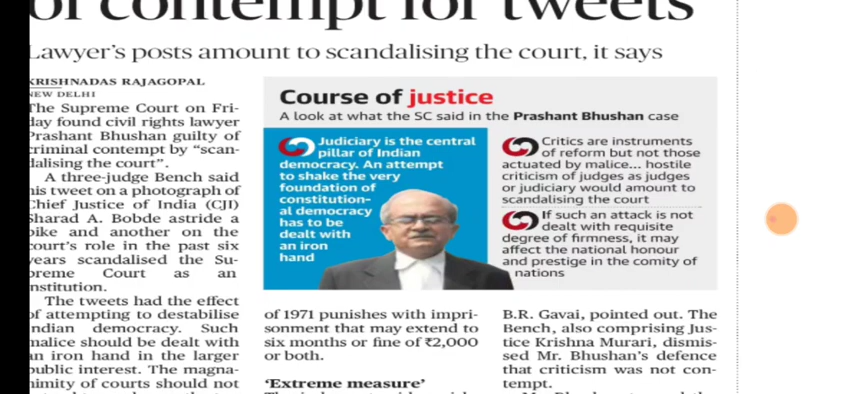 of contempt for tweets
Lawyer's posts amount to scandalising the court, it says
KRISHNADAS RAJAGOPAL
NEW DELHI
The Supreme Court on Fri-
day found civil rights lawyer
Prashant Bhushan guilty of
criminal contempt by “scan-
dalising the court”.
A three-judge Bench said
his tweet on a photograph of
Chief Justice of India (CJI)
Sharad A. Bobde astride a
bike and another on the
court's role in the past six
years scandalised the Su-
preme Court as an
institution.
The tweets had the effect
of attempting to destabilise
Indian democracy. Such
malice should be dealt with
an iron hand in the larger
public interest. The magna-
nimity of courts should not
Course of justice
A look at what the SC said in the Prashant Bhushan case
Judiciary is the central
pillar of Indian
democracy. An attempt
to shake the very
foundation of
constitution-
al democracy
has to be
dealt with
an iron
hand
Critics are instruments
of reform but not those
actuated by malice... hostile
criticism of judges as judges
or judiciary would amount to
scandalising the court
If such an attack is not
dealt with requisite
degree of firmness, it may
affect the national honour
and prestige in the comity of
nations
of 1971 punishes with impri-
sonment that may extend to
six months or fine of ₹2,000
or both.
‘Extreme measure’
B.R. Gavai, pointed out. The
Bench, also comprising Jus-
tice Krishna Murari, dismis-
sed Mr. Bhushan's defence
that criticism was not con-
tempt.